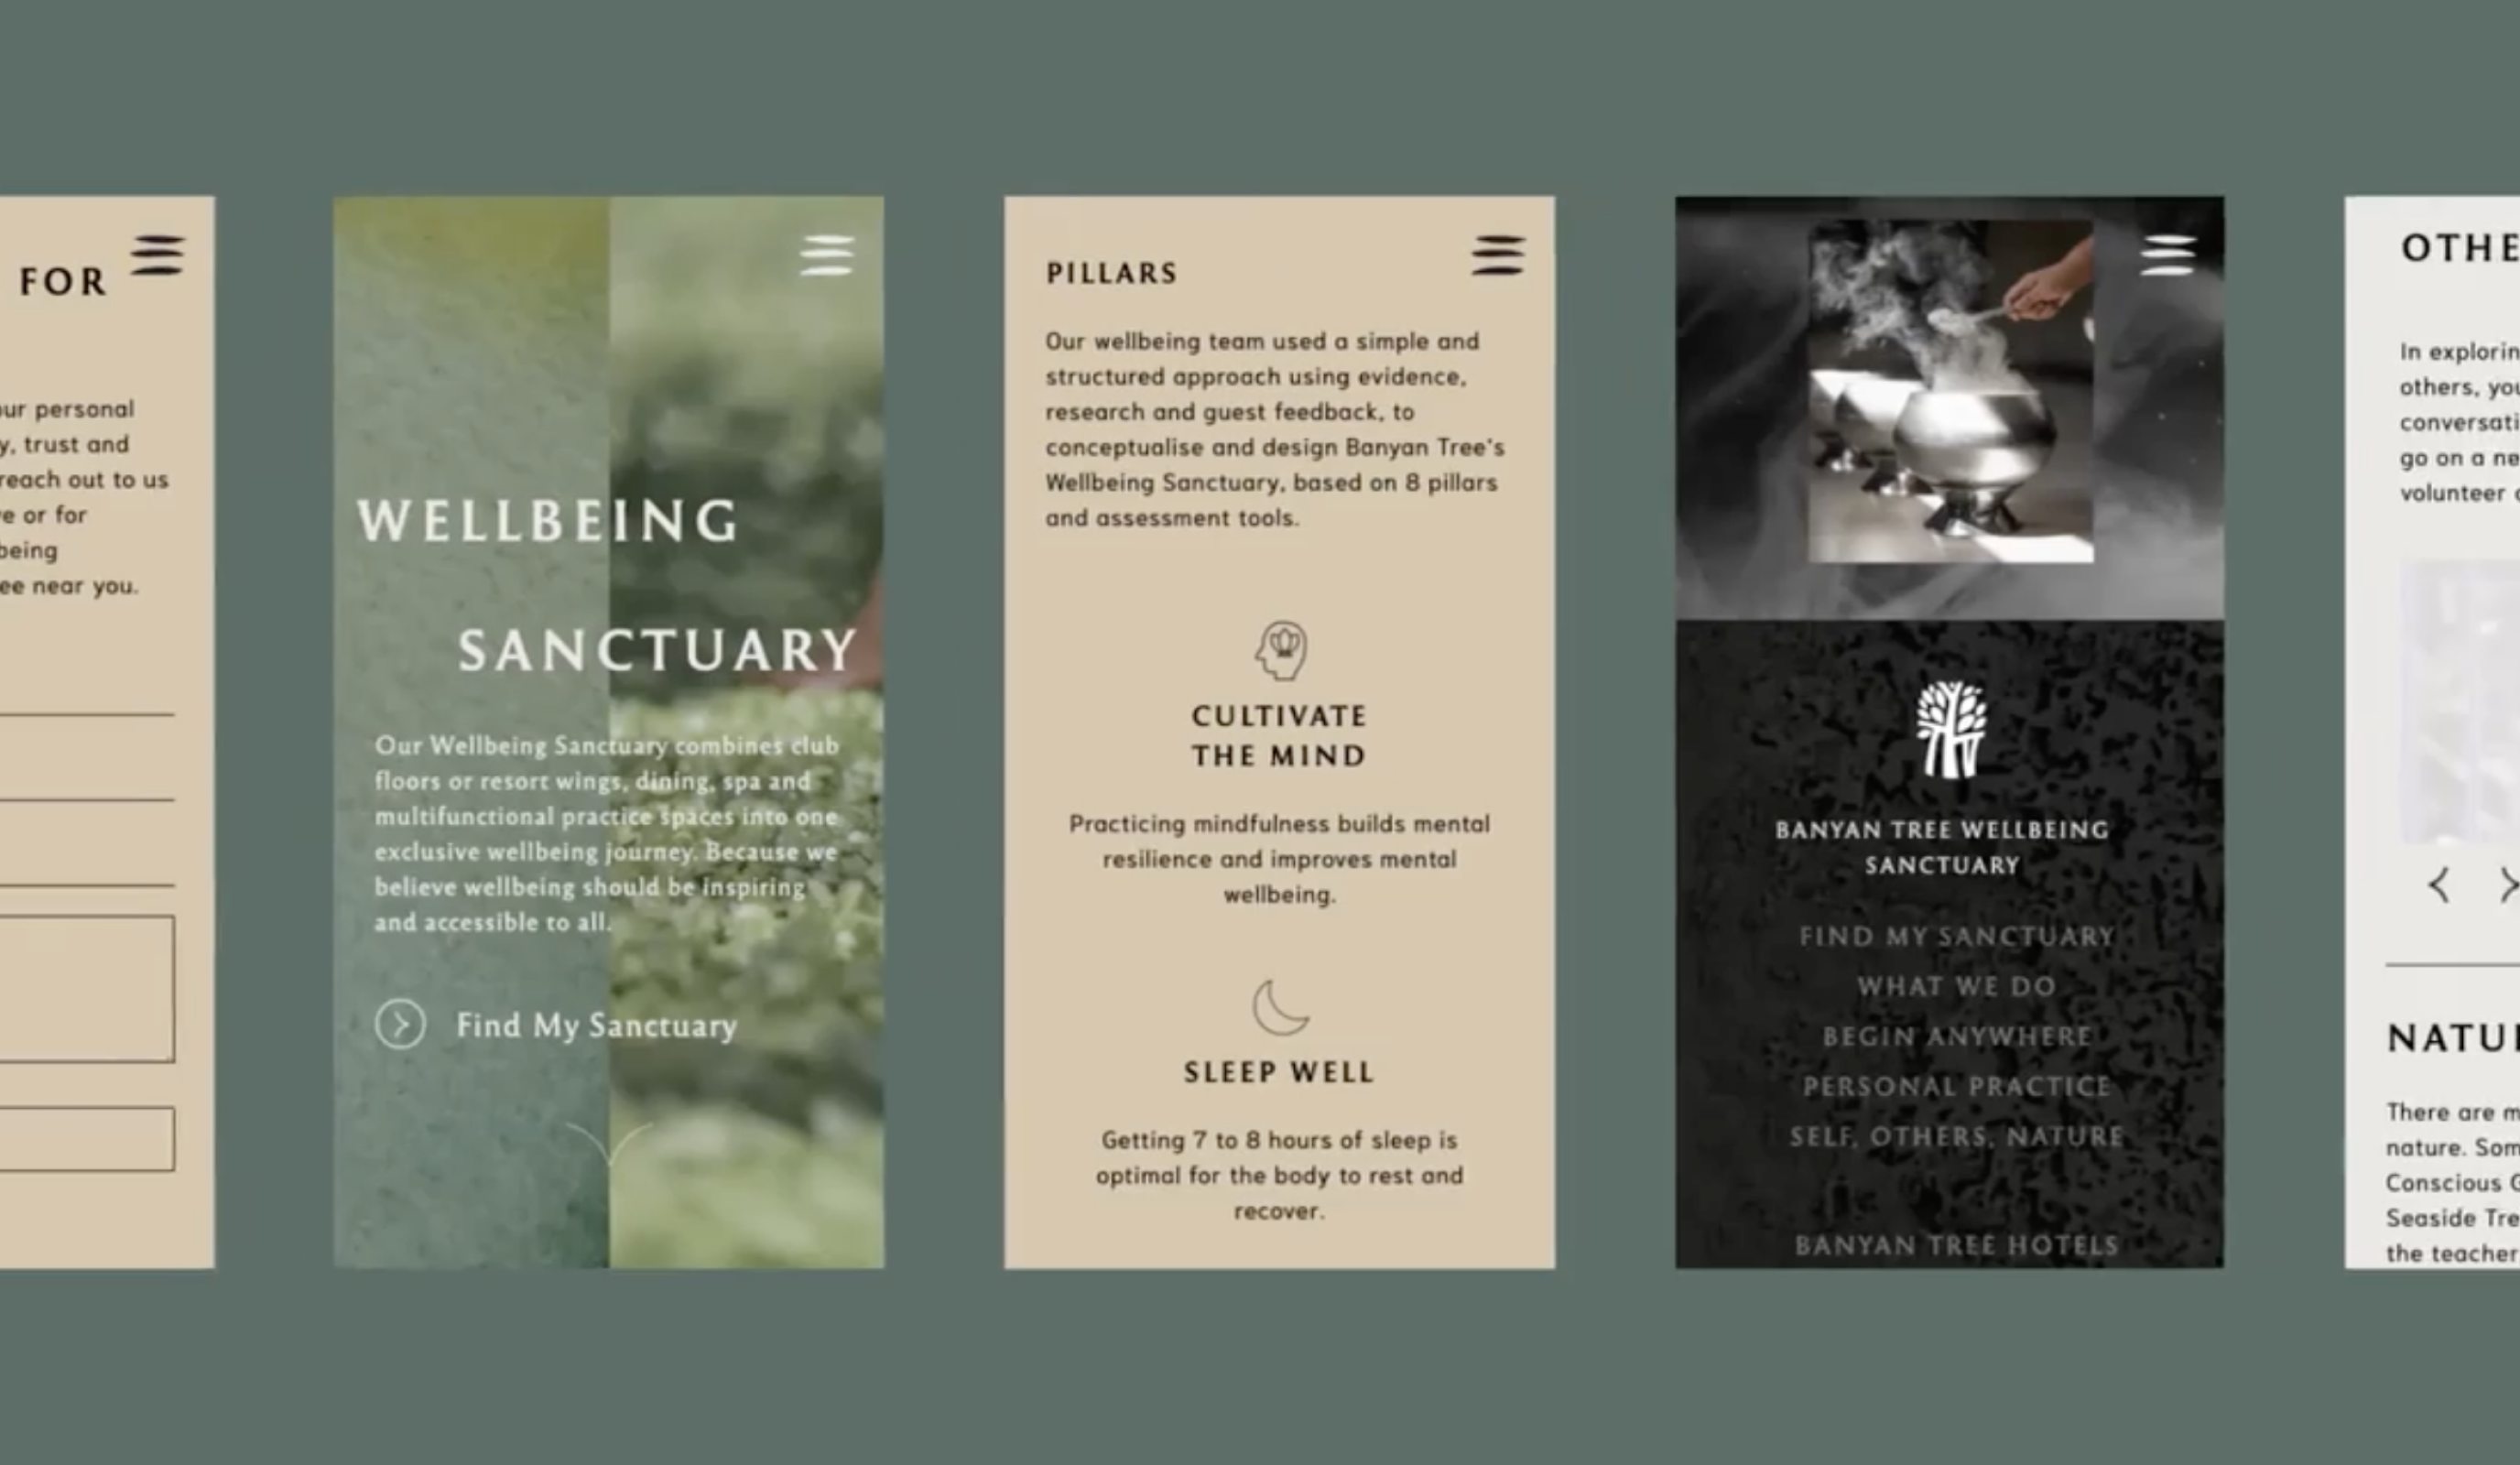 FOR
ur personal
y, trust and
reach out to us
e or for
being
ee near you.
WELLBEING
SANCTUARY
Our Wellbeing Sanctuary combines club
floors or resort wings, dining, spa and
multifunctional practice spaces into one
exclusive wellbeing journey. Because we
believe wellbeing should be inspiring
and accessible to all.
Find My Sanctuary
PILLARS
Our wellbeing team used a simple and
structured approach using evidence,
research and guest feedback, to
conceptualise and design Banyan Tree's
Wellbeing Sanctuary, based on 8 pillars
and assessment tools.
CULTIVATE
THE MIND
Practicing mindfulness builds mental
resilience and improves mental
wellbeing.
SLEEP WELL
Getting 7 to 8 hours of sleep is
optimal for the body to rest and
recover.
BANYAN TREE WELLBEING
SANCTUARY
FIND MY SANCTUARY
WHAT WE DO
BEGIN ANYWHERE
PERSONAL PRACTICE
SELF, OTHERS, NATURE
BANYAN TREE HOTELS
OTHE
In explorin
others, you
conversati
go on a ne
volunteer
NATU
There are m
nature. Som
Conscious G
Seaside Tre
the teacher